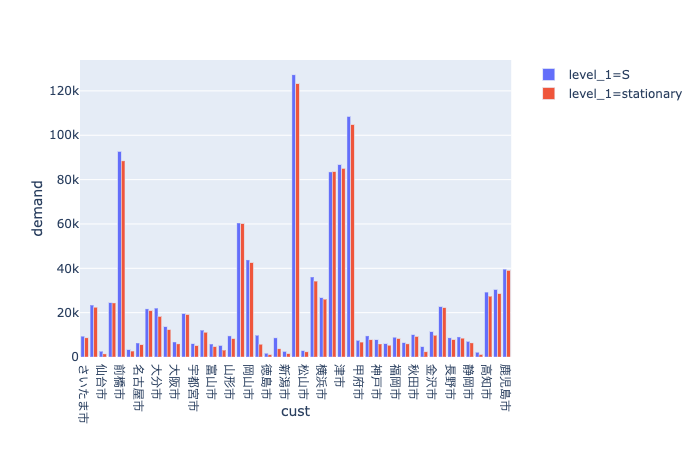 level_1=S
level_1=stationary
demand
120k
100k
80k
60k
40k
20k
0
さいたま市
仙台市
前橋市
名古屋市
大分市
大阪市
宇都宮市
富山市
山形市
岡山市
徳島市
新潟市
松山市
横浜市
津市
甲府市
神戸市
福岡市
秋田市
金沢市
長野市
静岡市
高知市
鹿児島市
cust